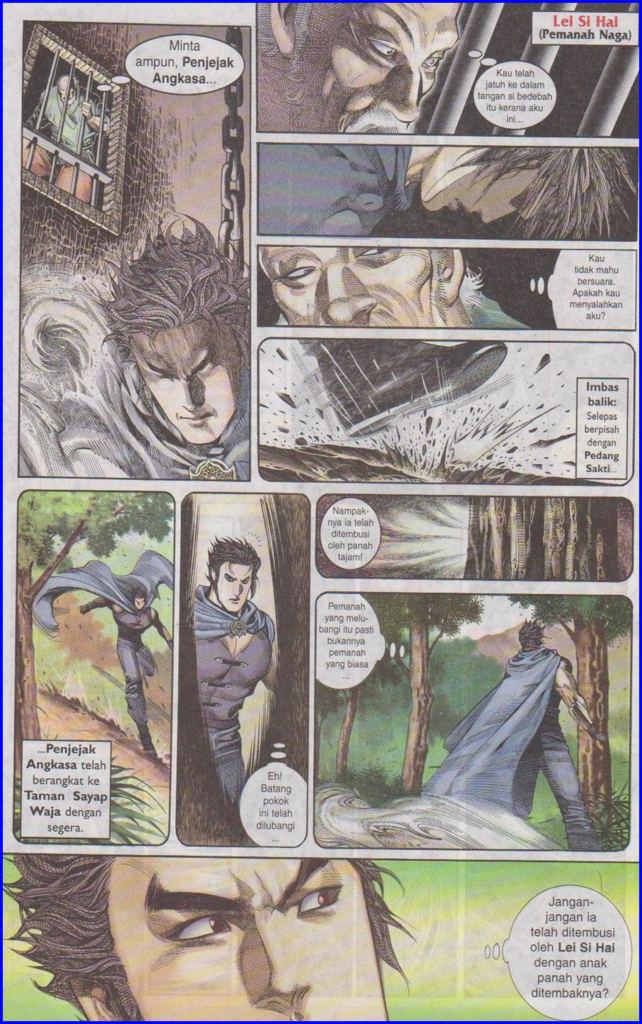 Minta
ampun, Penjejak
Angkasa...
Lei Si Hai
(Pemanah Naga)
Kau telah
jatuh ke dalam
tangan si bedebah
itu kerana aku
ini...
Kau
tidak mahu
bersuara.
Apakah kau
menyalahkan
aku?
Imbas
balik:
Selepas
berpisah
dengan
Pedang
Sakti...
...Penjejak
Angkasa telah
berangkat ke
Taman Sayap
Waja dengan
segera.
Eh!
Batang
pokok
ini telah
dilubangi
...
Nampak-
nya ia telah
ditembusi
oleh panah
tajam!
Pemanah
yang melu-
bangi itu pasti
bukannya
pemanah
yang biasa
...
Jangan-
jangan ia
telah ditembusi
oleh Lei Si Hai
dengan anak
panah yang
ditembaknya?